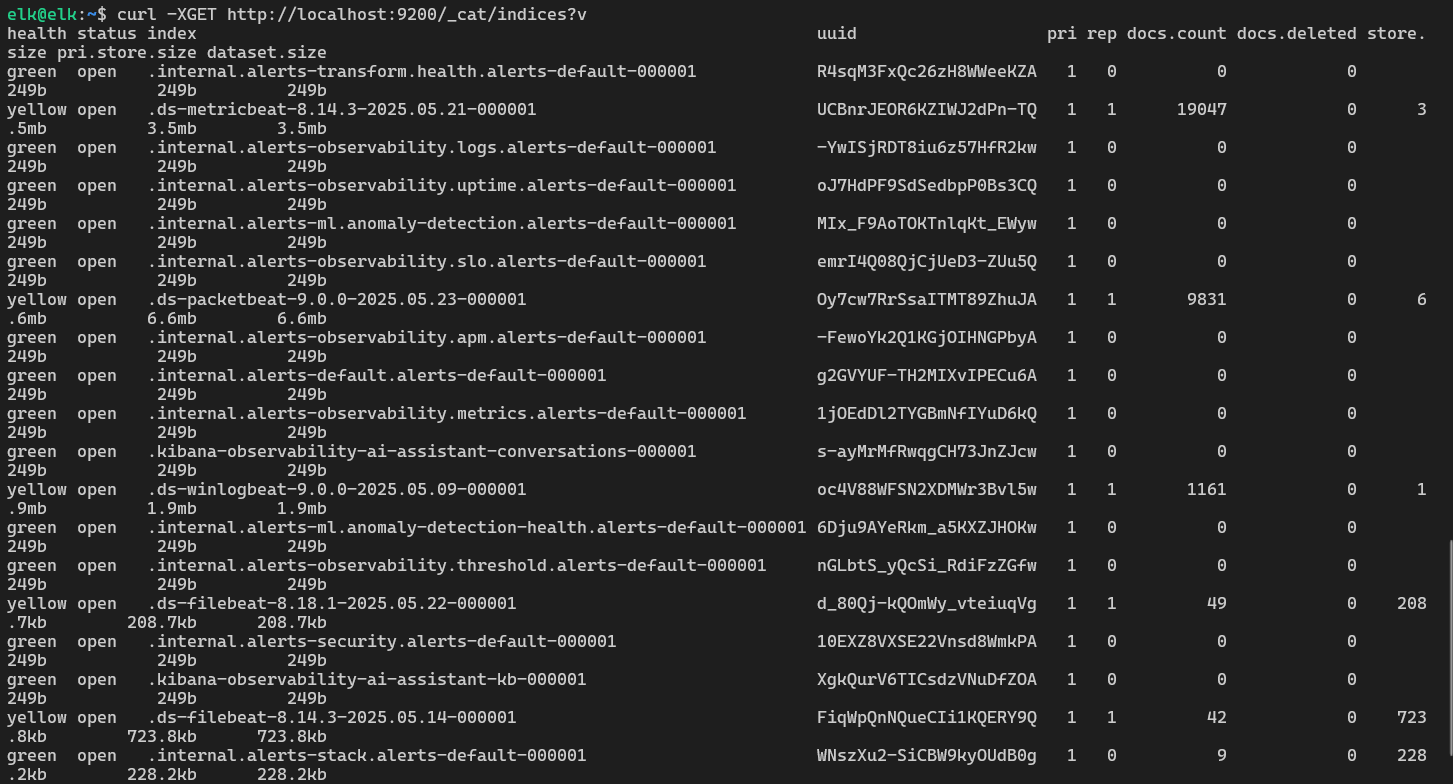 elk@elk:~$ curl -XGET http://localhost:9200/_cat/indices?v
health status index                                                              uuid                   pri rep docs.count docs.deleted store.
size pri.store.size dataset.size
green  open   .internal.alerts-transform.health.alerts-default-000001            R4sqM3FxQc26zH8WWeeKZA   1   0          0            0
249b           249b         249b
yellow open   .ds-metricbeat-8.14.3-2025.05.21-000001                            UCBnrJEOR6KZIWJ2dPn-TQ   1   1      19047            0      3
.5mb          3.5mb        3.5mb
green  open   .internal.alerts-observability.logs.alerts-default-000001          -YwISjRDT8iu6z57HfR2kw   1   0          0            0
249b           249b         249b
green  open   .internal.alerts-observability.uptime.alerts-default-000001        oJ7HdPF9SdSedbpP0Bs3CQ   1   0          0            0
249b           249b         249b
green  open   .internal.alerts-ml.anomaly-detection.alerts-default-000001        MIx_F9AoTOKTnlqKt_EWyw   1   0          0            0
249b           249b         249b
green  open   .internal.alerts-observability.slo.alerts-default-000001           emrI4Q08QjCjUeD3-ZUu5Q   1   0          0            0
249b           249b         249b
yellow open   .ds-packetbeat-9.0.0-2025.05.23-000001                             Oy7cw7RrSsaITMT89ZhuJA   1   1       9831            0      6
.6mb          6.6mb        6.6mb
green  open   .internal.alerts-observability.apm.alerts-default-000001           -FewoYk2Q1KGjOIHNGPbyA   1   0          0            0
249b           249b         249b
green  open   .internal.alerts-default.alerts-default-000001                     g2GVYUF-TH2MIXvIPECu6A   1   0          0            0
249b           249b         249b
green  open   .internal.alerts-observability.metrics.alerts-default-000001       1jOEdDl2TYGBmNfIYuD6kQ   1   0          0            0
249b           249b         249b
green  open   .kibana-observability-ai-assistant-conversations-000001            s-ayMrMfRwqgCH73JnZJcw   1   0          0            0
249b           249b         249b
yellow open   .ds-winlogbeat-9.0.0-2025.05.09-000001                             oc4V88WFSN2XDMWr3Bvl5w   1   1       1161            0      1
.9mb          1.9mb        1.9mb
green  open   .internal.alerts-ml.anomaly-detection-health.alerts-default-000001 6Dju9AYeRkm_a5KXZJHOKw   1   0          0            0
249b           249b         249b
green  open   .internal.alerts-observability.threshold.alerts-default-000001     nGLbtS_yQcSi_RdiFzZGfw   1   0          0            0
249b           249b         249b
yellow open   .ds-filebeat-8.18.1-2025.05.22-000001                              d_80Qj-kQOmWy_vteiuqVg   1   1         49            0    208
.7kb        208.7kb      208.7kb
green  open   .internal.alerts-security.alerts-default-000001                    10EXZ8VXSE22Vnsd8WmkPA   1   0          0            0
249b           249b         249b
green  open   .kibana-observability-ai-assistant-kb-000001                       XgkQurV6TICsdzVNuDfZOA   1   0          0            0
249b           249b         249b
yellow open   .ds-filebeat-8.14.3-2025.05.14-000001                              FiqWpQnNQueCIi1KQERY9Q   1   1         42            0    723
.8kb        723.8kb      723.8kb
green  open   .internal.alerts-stack.alerts-default-000001                       WNszXu2-SiCBW9kyOUdB0g   1   0          9            0    228
.2kb        228.2kb      228.2kb